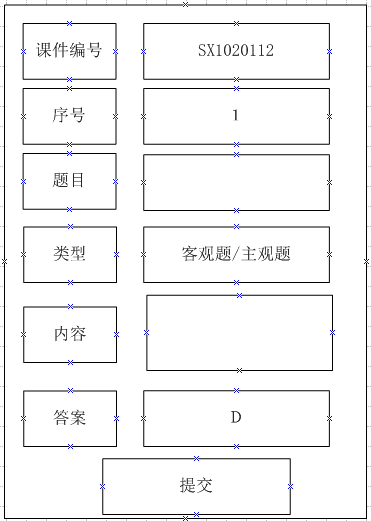 课件编号 SX1020112
序号 1
题目
类型 客观题/主观题
内容
答案 D
提交